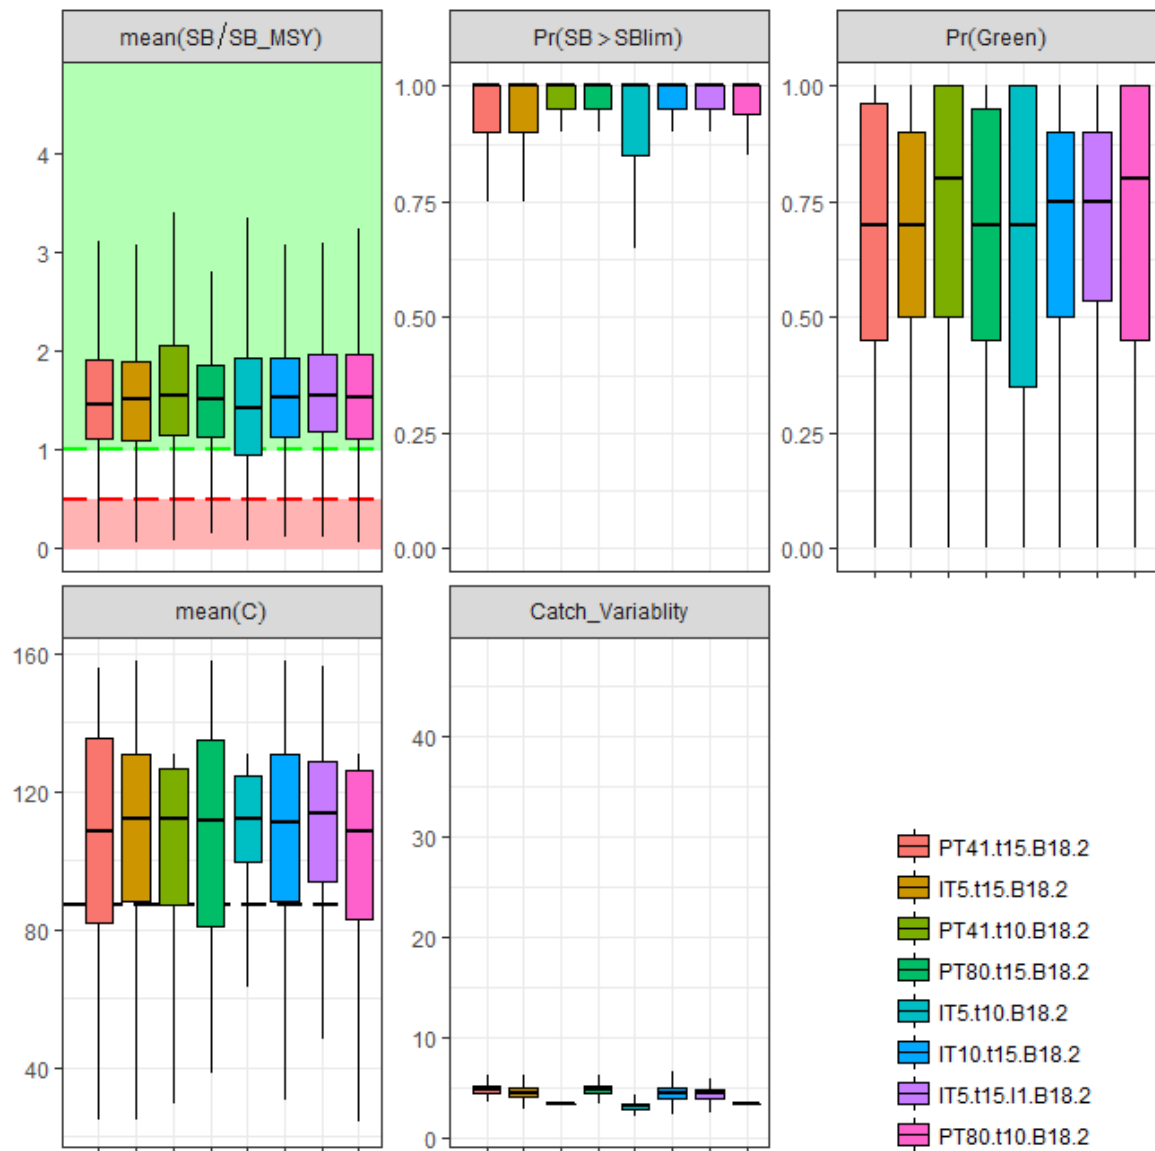 mean(SB/SB_MSY)
Pr(SB > SBlim)
Pr(Green)
4
3
2
1
0
1.00
0.75
0.50
0.25
0.00
1.00
0.75
0.50
0.25
0.00
mean(C)
Catch_Variablity
160
120
80
40
40
30
20
10
0
PT41.t15.B18.2
IT5.t15.B18.2
PT41.t10.B18.2
PT80.t15.B18.2
IT5.t10.B18.2
IT10.t15.B18.2
IT5.t15.I1.B18.2
PT80.t10.B18.2